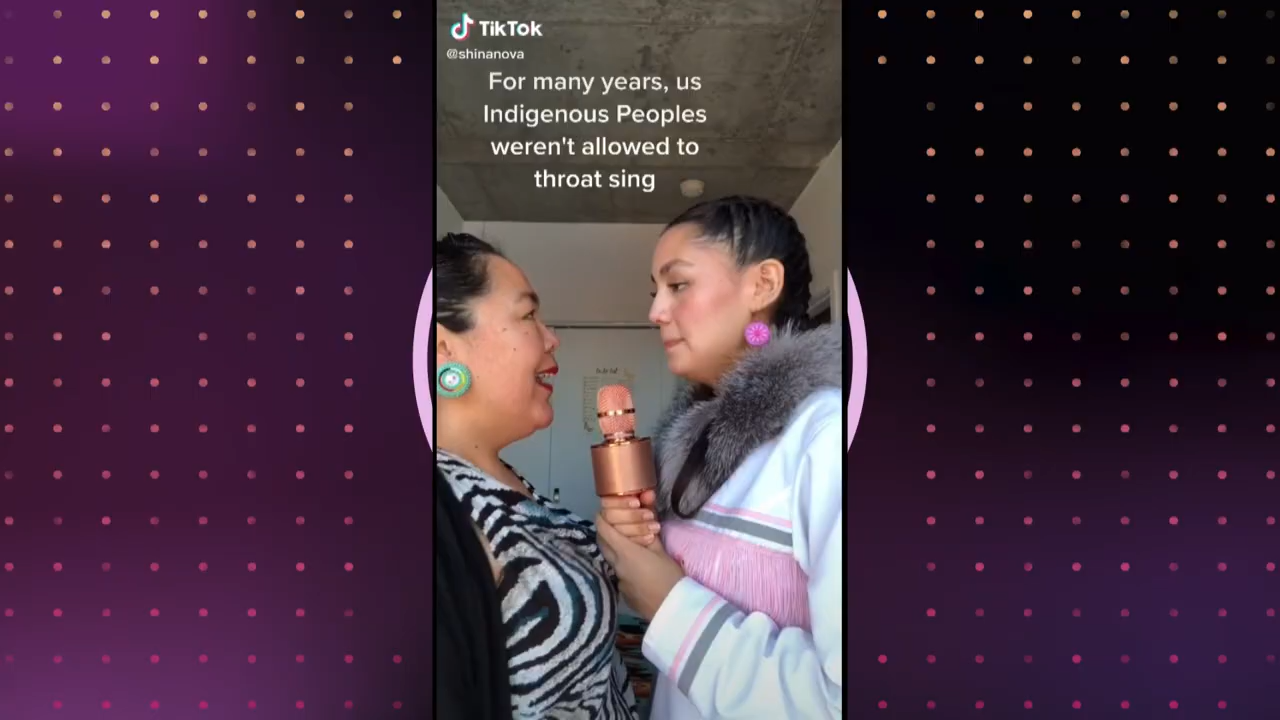 TikTok
@shinanova
For many years, us
Indigenous Peoples
weren't allowed to
throat sing